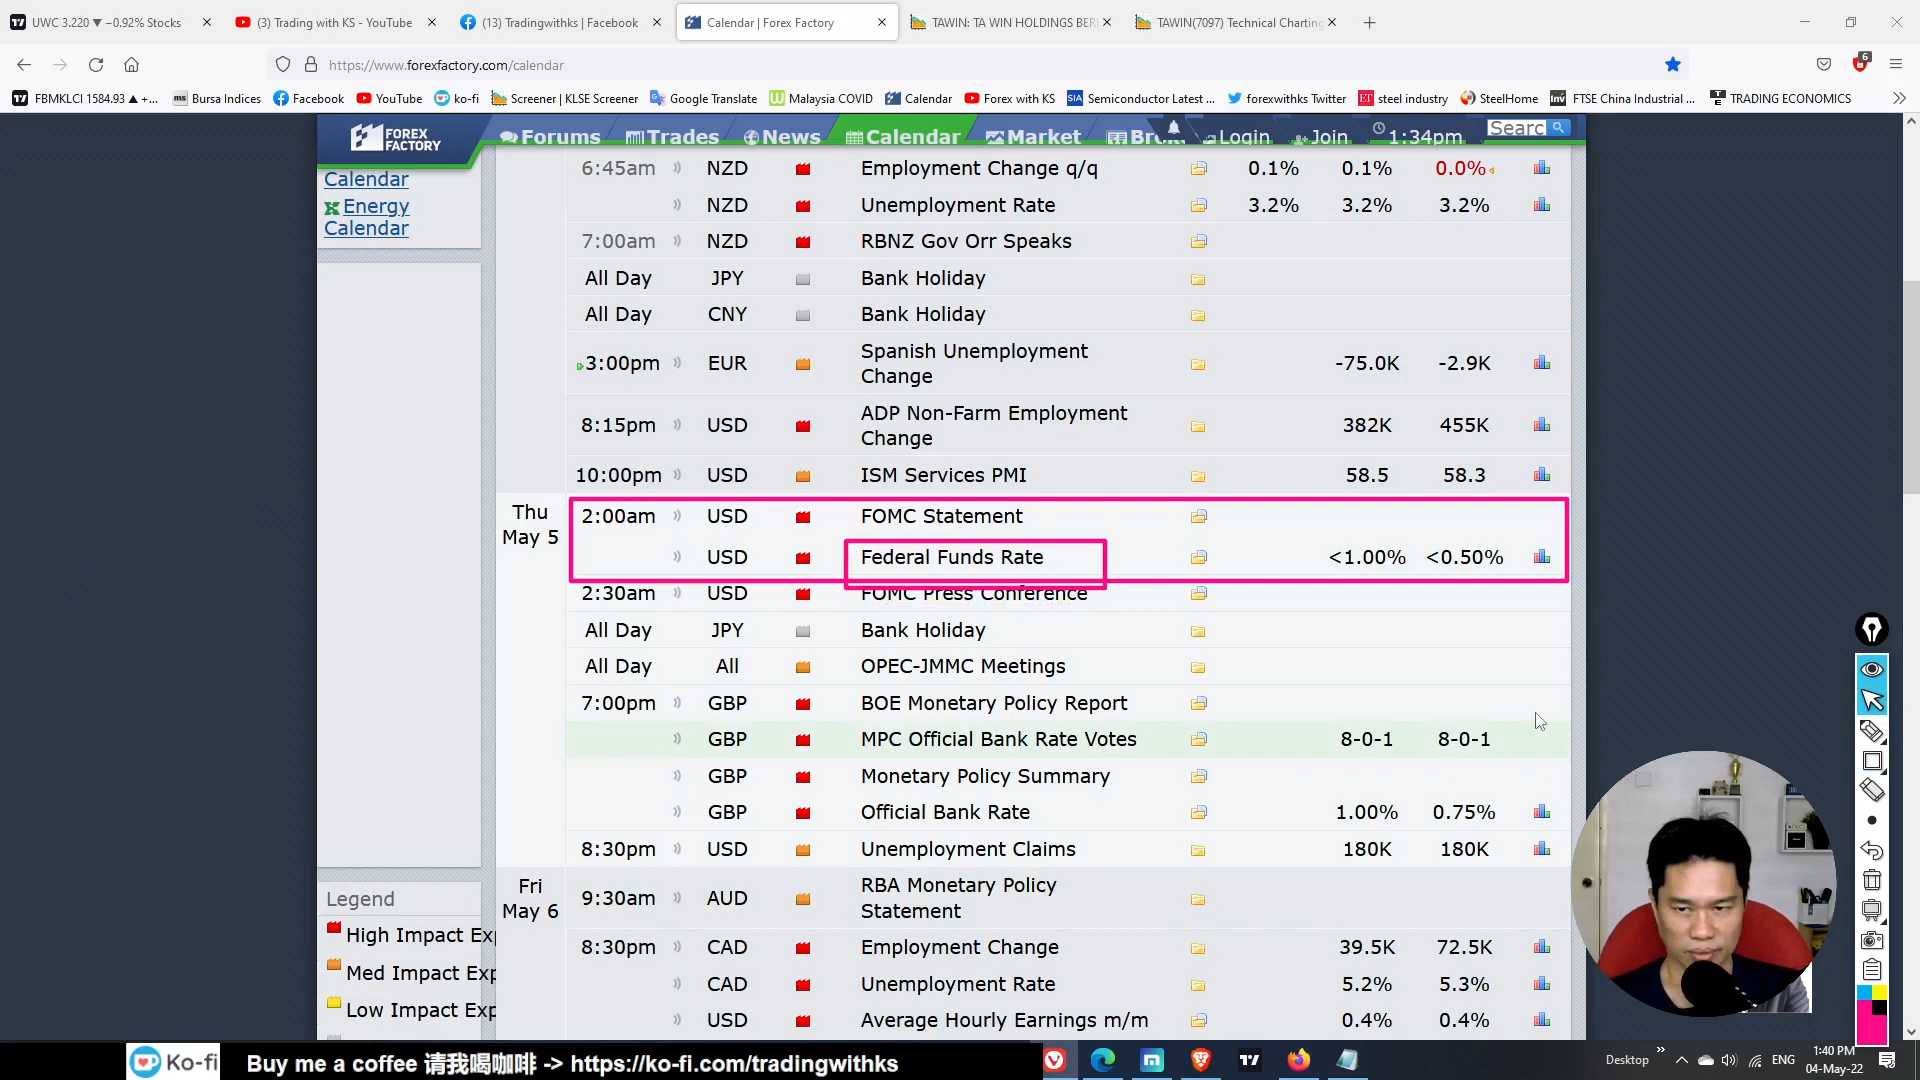 UWC 3.220 ▼ −0.92% Stocks
(3) Trading with KS - YouTube
(13) Tradingwithks | Facebook
Calendar | Forex Factory
TAWIN: TA WIN HOLDINGS BER
TAWIN(7097) Technical Charting
https://www.forexfactory.com/calendar
6
FBMKLCI 1584.93 ▲ +...
Bursa Indices
Facebook
YouTube
ko-fi
Screener | KLSE Screener
Google Translate
Malaysia COVID
Calendar
Forex with KS
Semiconductor Latest ...
forexwithks Twitter
steel industry
SteelHome
FTSE China Industrial ...
TRADING ECONOMICS
FOREX FACTORY
Forums
Trades
News
Calendar
Market
Login
Join
1:34pm
Searc
Calendar
Energy
Calendar
6:45am NZD Employment Change q/q 0.1% 0.1% 0.0%
NZD Unemployment Rate 3.2% 3.2% 3.2%
7:00am NZD RBNZ Gov Orr Speaks
All Day JPY Bank Holiday
All Day CNY Bank Holiday
3:00pm EUR Spanish Unemployment Change -75.0K -2.9K
8:15pm USD ADP Non-Farm Employment Change 382K 455K
10:00pm USD ISM Services PMI 58.5 58.3
Thu May 5
2:00am USD FOMC Statement
USD Federal Funds Rate <1.00% <0.50%
2:30am USD FOMC Press Conference
All Day JPY Bank Holiday
All Day All OPEC-JMMC Meetings
7:00pm GBP BOE Monetary Policy Report
GBP MPC Official Bank Rate Votes 8-0-1 8-0-1
GBP Monetary Policy Summary
GBP Official Bank Rate 1.00% 0.75%
8:30pm USD Unemployment Claims 180K 180K
Fri May 6
9:30am AUD RBA Monetary Policy Statement
8:30pm CAD Employment Change 39.5K 72.5K
CAD Unemployment Rate 5.2% 5.3%
USD Average Hourly Earnings m/m 0.4% 0.4%
Legend
High Impact Exp
Med Impact Exp
Low Impact Exp
Ko-fi
Buy me a coffee 请我喝咖啡 -> https://ko-fi.com/tradingwithks
Desktop
ENG
1:40 PM
04-May-22